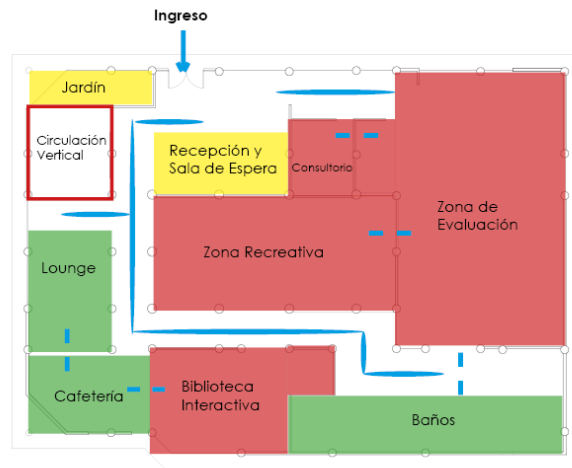 Ingreso
Jardín
Circulación
Vertical
Recepción y
Sala de Espera
Consultorio
Zona de
Evaluación
Zona Recreativa
Lounge
Cafetería
Biblioteca
Interactiva
Baños